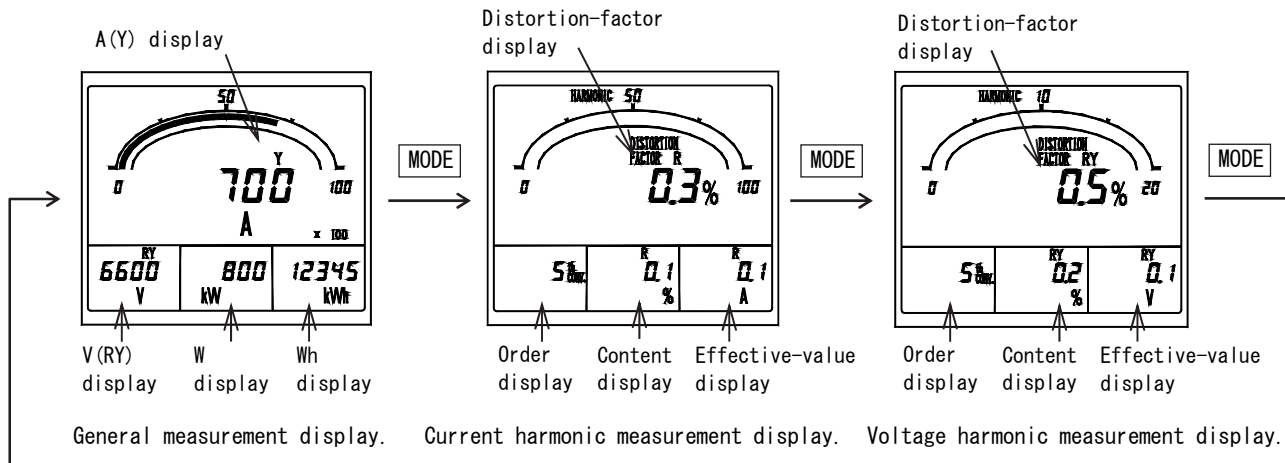 A(Y) display
Distortion-factor
display
Distortion-factor
display
50
Y
700
A
0
100
× 100
RY
6600
V
800
kW
12345
kWh
MODE
HARMONIC 50
DISTORTION
FACTOR R
0.3%
0
100
5th
R
0.1
%
R
0.1
A
MODE
HARMONIC 10
DISTORTION
FACTOR RY
0.5%
0
20
5th
RY
0.2
%
RY
0.1
V
MODE
V(RY)
display
W
display
Wh
display
Order
display
Content
display
Effective-value
display
Order
display
Content
display
Effective-value
display
General measurement display.
Current harmonic measurement display.
Voltage harmonic measurement display.